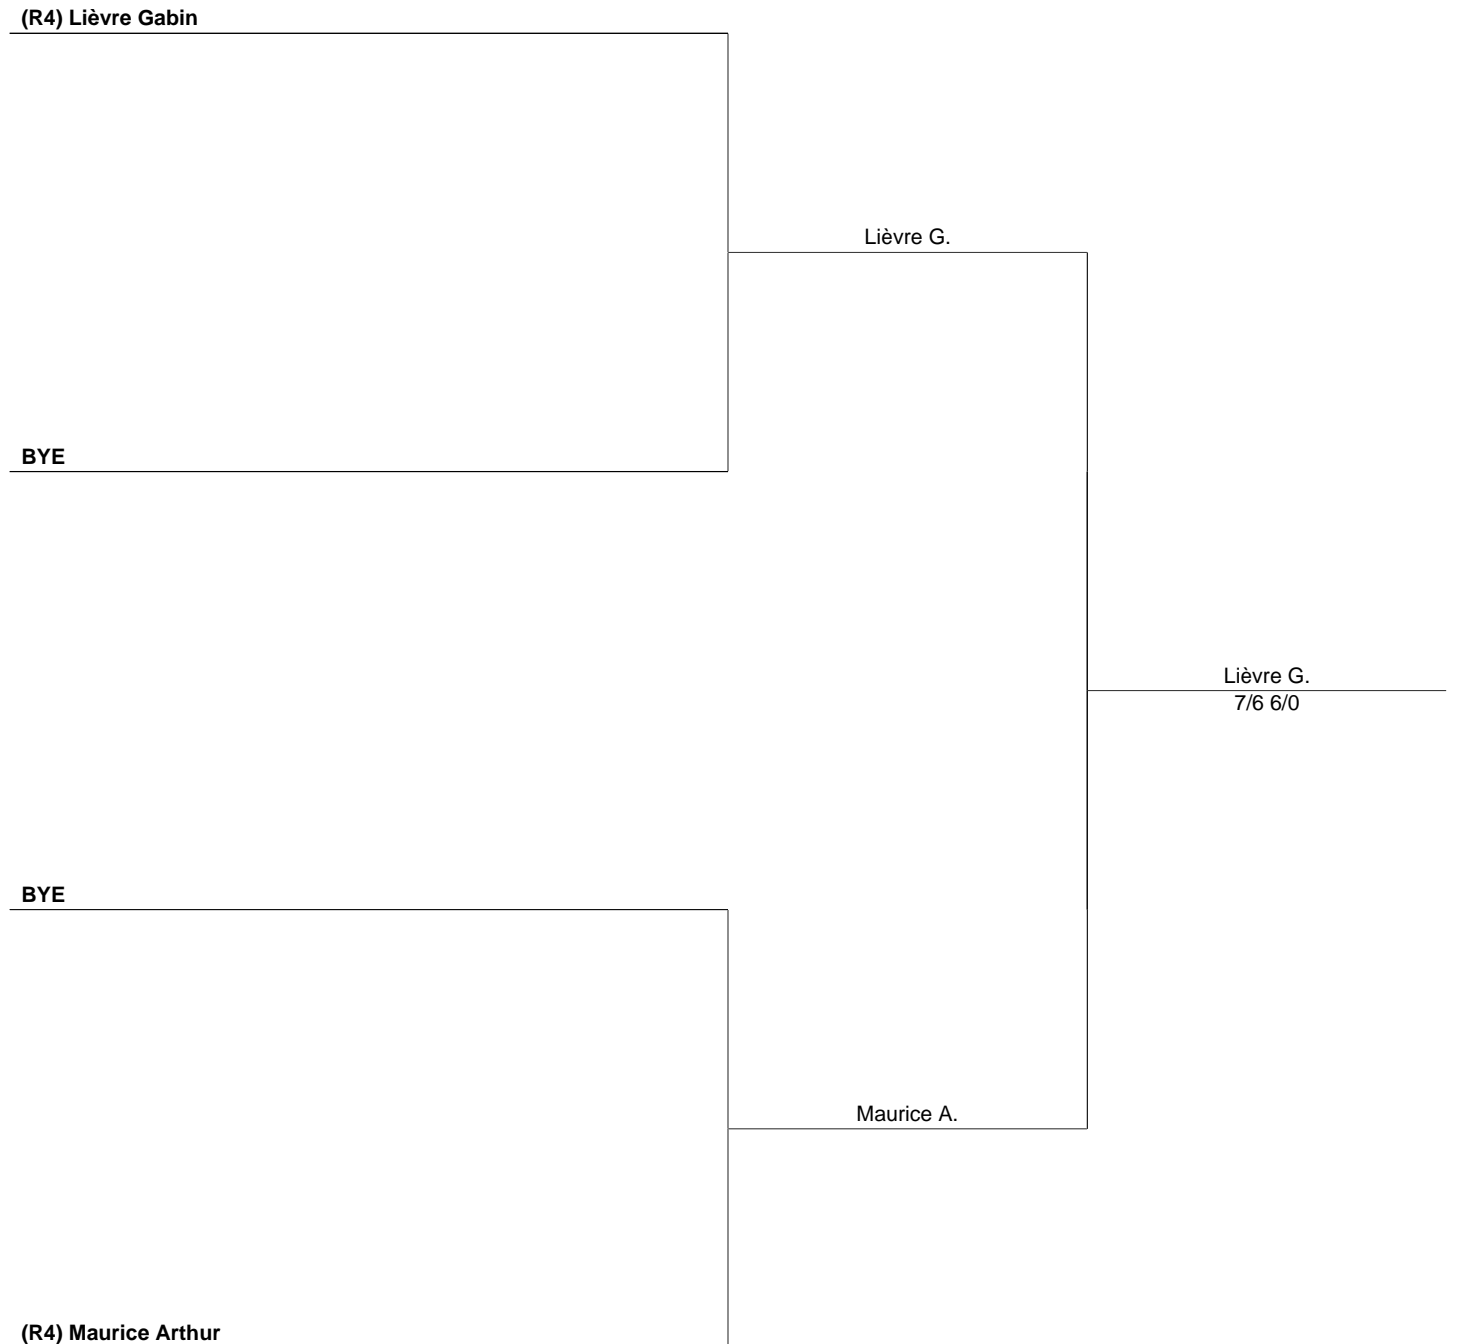 (R4) Lièvre Gabin
Lièvre G.
BYE
Lièvre G.
7/6 6/0
BYE
Maurice A.
(R4) Maurice Arthur